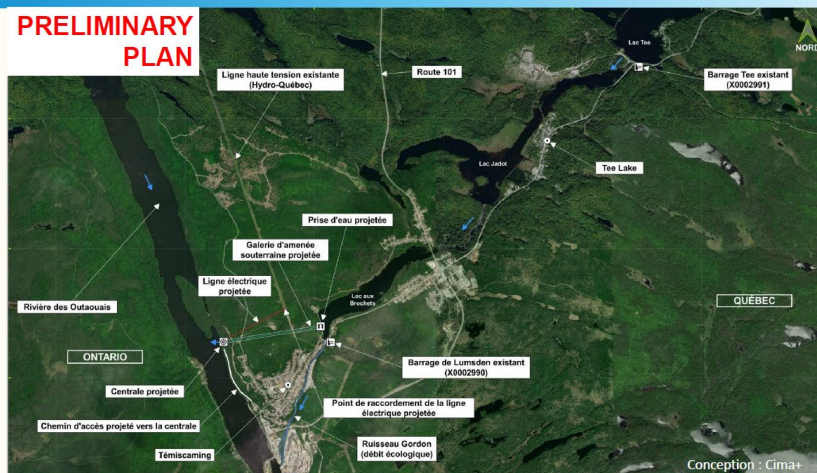 PRELIMINARY
PLAN
Lac Tee
NORD
Ligne haute tension existante
(Hydro-Québec)
Route 101
Barrage Tee existant
(X0002991)
Lac Jadot
Tee Lake
Prise d'eau projetée
Galerie d'amenée
souterraine projetée
Ligne électrique
projetée
Rivière des Outaouais
Lac aux
Brochets
QUÉBEC
ONTARIO
Barrage de Lumsden existant
(X0002990)
Centrale projetée
Point de raccordement de la ligne
électrique projetée
Chemin d'accès projeté vers la centrale
Témiscaming
Ruisseau Gordon
(débit écologique)
Conception : Cima+